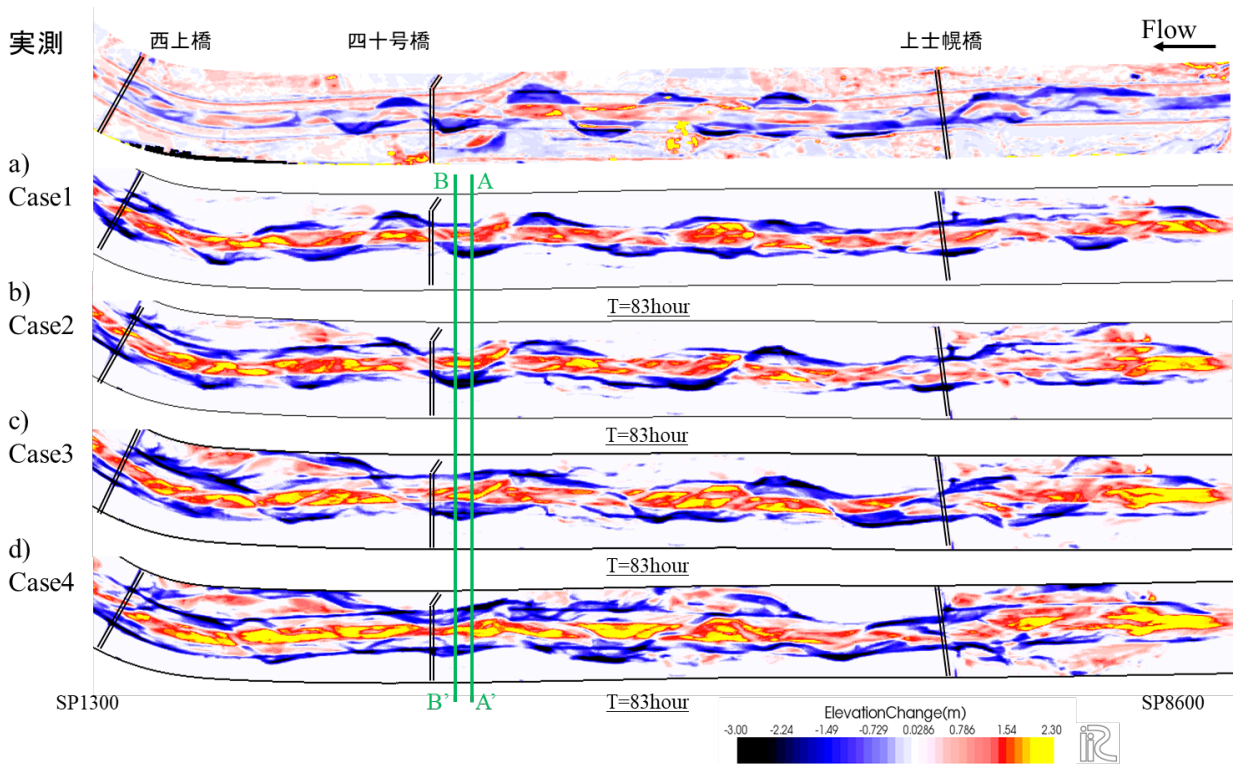 実測
西上橋
四十号橋
上士幌橋
Flow
a)
Case1
B
A
T=83hour
b)
Case2
T=83hour
c)
Case3
T=83hour
d)
Case4
SP1300
B’
A’
T=83hour
SP8600
ElevationChange(m)
-3.00 -2.24 -1.49 -0.729 0.0286 0.786 1.54 2.30
iRIC